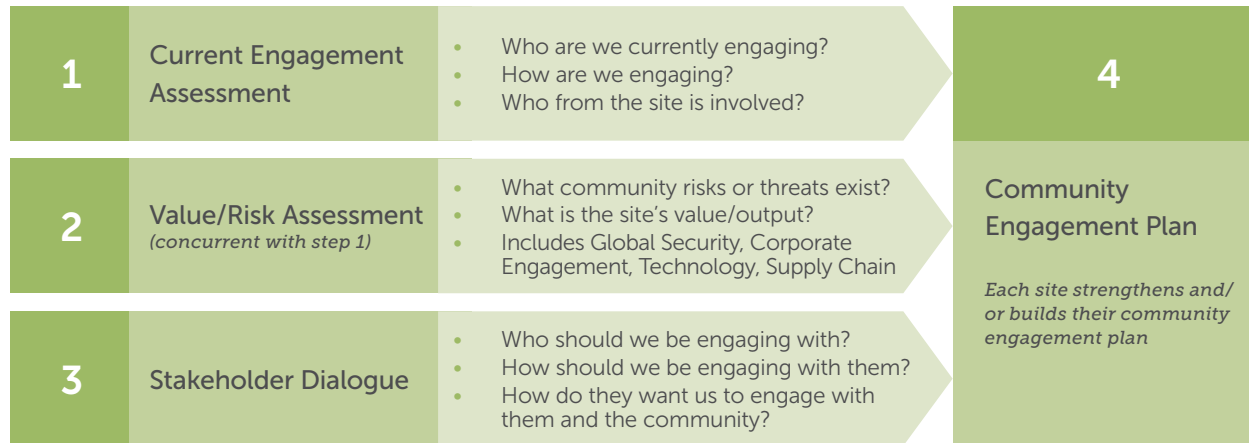 1
Current Engagement
Assessment
• Who are we currently engaging?
• How are we engaging?
• Who from the site is involved?
2
Value/Risk Assessment
(concurrent with step 1)
• What community risks or threats exist?
• What is the site's value/output?
• Includes Global Security, Corporate
Engagement, Technology, Supply Chain
3
Stakeholder Dialogue
• Who should we be engaging with?
• How should we be engaging with them?
• How do they want us to engage with
them and the community?
4
Community
Engagement Plan
Each site strengthens and/
or builds their community
engagement plan